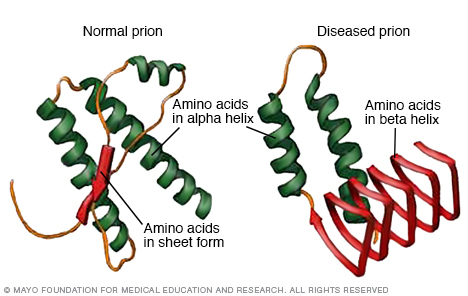 Normal prion
Diseased prion
Amino acids
in alpha helix
Amino acids
in beta helix
Amino acids
in sheet form
© MAYO FOUNDATION FOR MEDICAL EDUCATION AND RESEARCH. ALL RIGHTS RESERVED